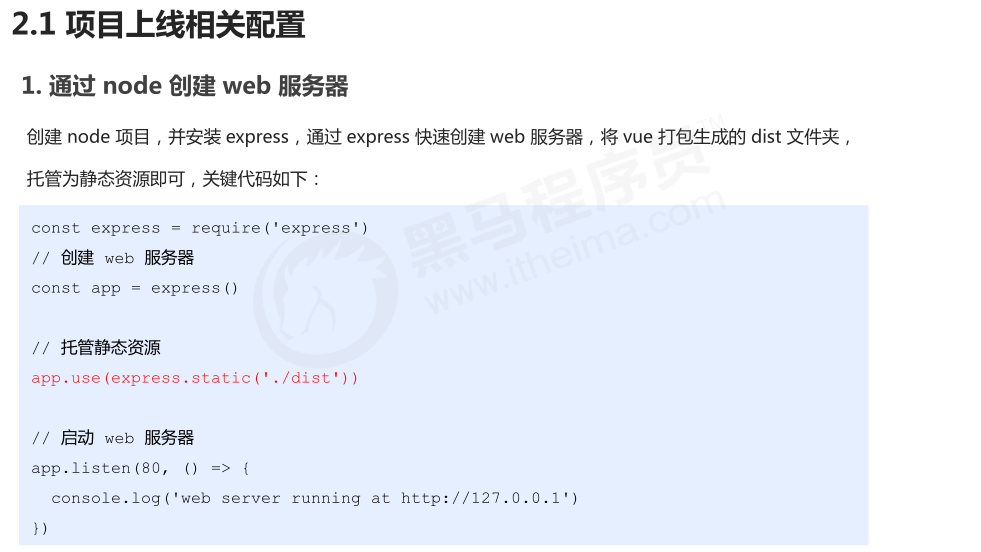 2.1 项目上线相关配置
1. 通过 node 创建 web 服务器
创建 node 项目，并安装 express，通过 express 快速创建 web 服务器，将 vue 打包生成的 dist 文件夹，
托管为静态资源即可，关键代码如下：
const express = require('express')
// 创建 web 服务器
const app = express()
// 托管静态资源
app.use(express.static('./dist'))
// 启动 web 服务器
app.listen(80, () => {
  console.log('web server running at http://127.0.0.1')
})
黑马程序员™
www.itheima.com